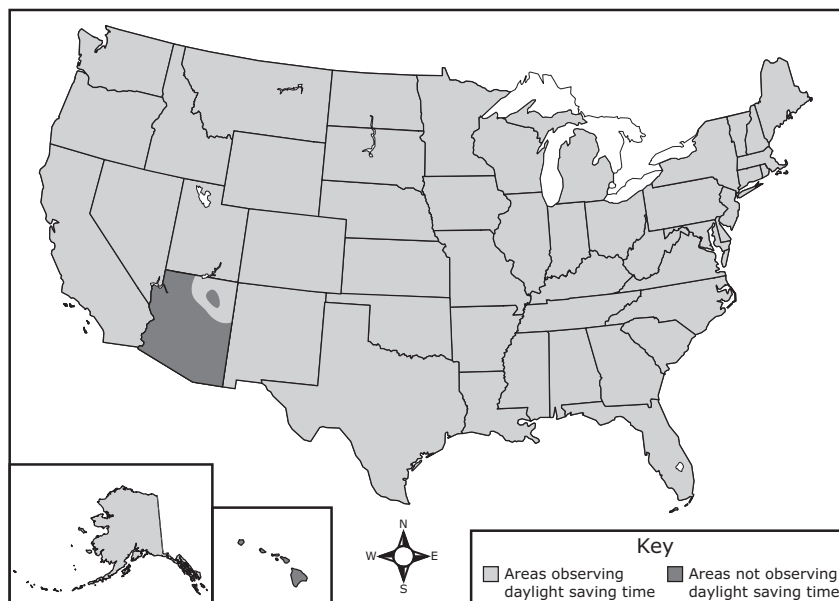 N
W E
S
Key
Areas observing
daylight saving time
Areas not observing
daylight saving time